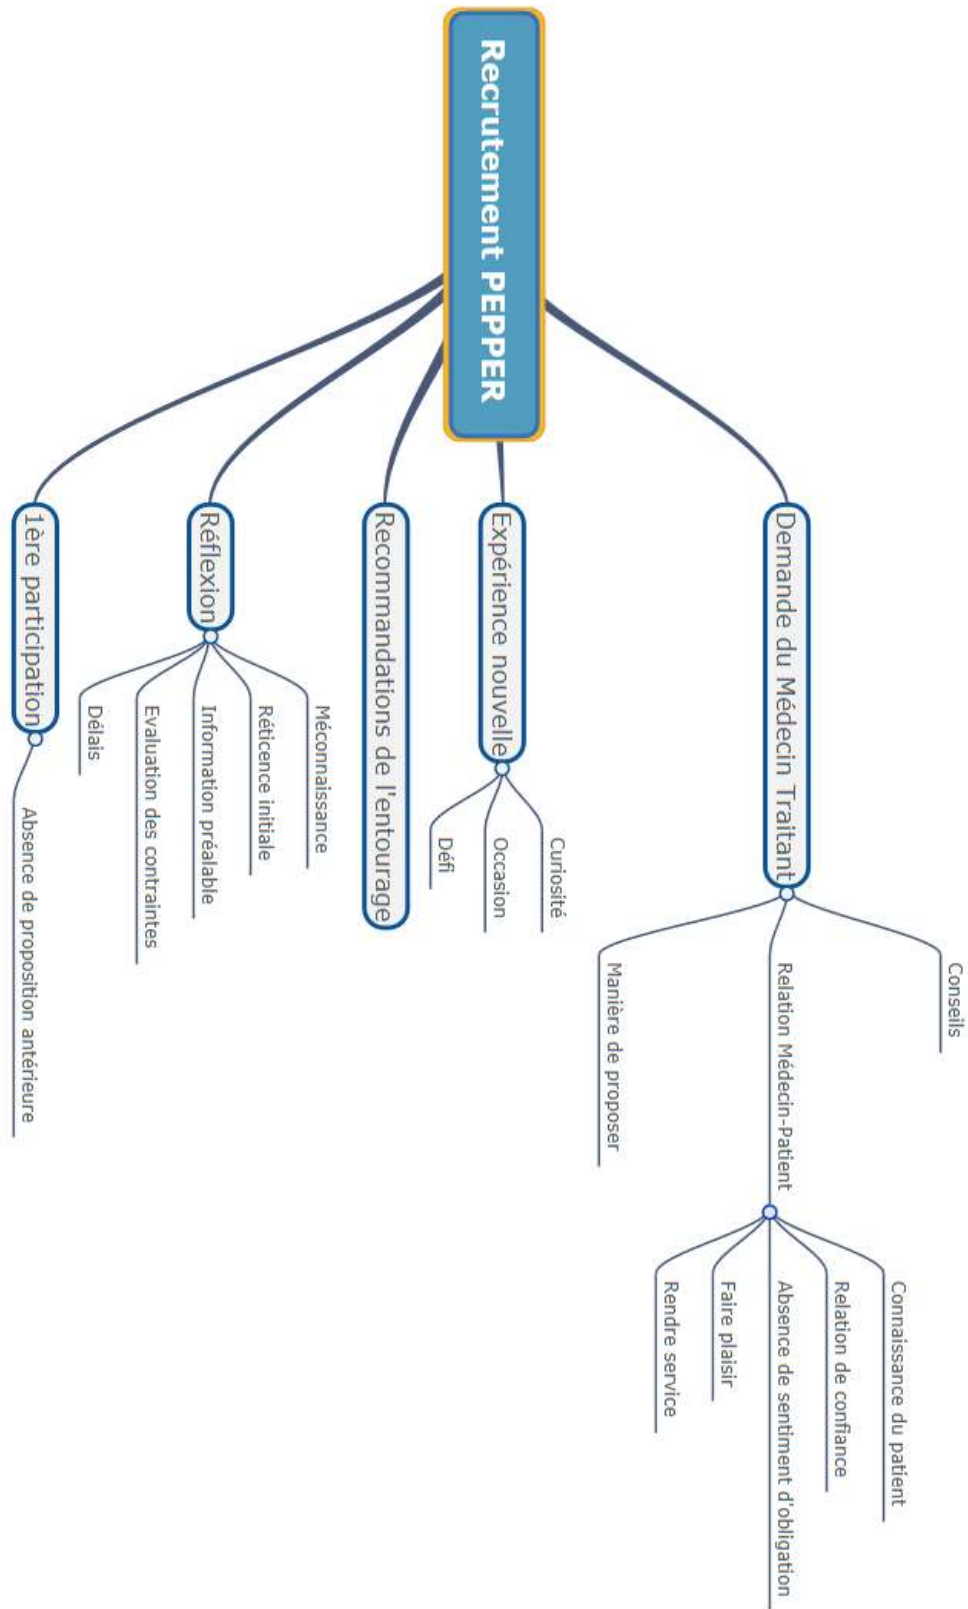 Recrutement PEPPER
Demande du Médecin Traitant
Conseils
Relation Médecin-Patient
Connaissance du patient
Relation de confiance
Absence de sentiment d'obligation
Faire plaisir
Rendre service
Manière de proposer
Expérience nouvelle
Curiosité
Occasion
Défi
Recommandations de l'entourage
Réflexion
Méconnaissance
Réticence initiale
Information préalable
Evaluation des contraintes
Délais
1ère participation
Absence de proposition antérieure